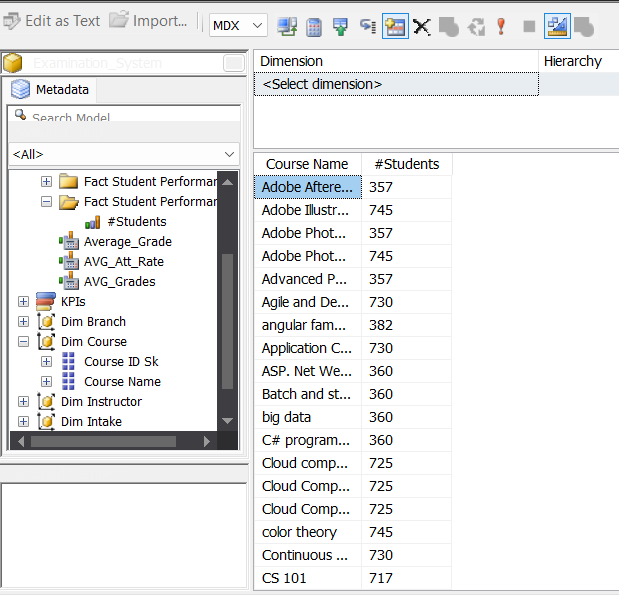 Edit as Text Import... MDX
Examination_System
Metadata
Search Model
<All>
Fact Student Performar
Fact Student Performar
#Students
Average_Grade
AVG_Att_Rate
AVG_Grades
KPIs
Dim Branch
Dim Course
Course ID Sk
Course Name
Dim Instructor
Dim Intake
Dimension Hierarchy
<Select dimension>
Course Name #Students
Adobe Aftere... 357
Adobe Illustr... 745
Adobe Phot... 357
Adobe Phot... 745
Advanced P... 357
Agile and De... 730
angular fam... 382
Application C... 730
ASP. Net We... 360
Batch and st... 360
big data 360
C# program... 360
Cloud comp... 725
Cloud Comp... 725
Cloud Comp... 725
color theory 745
Continuous ... 730
CS 101 717